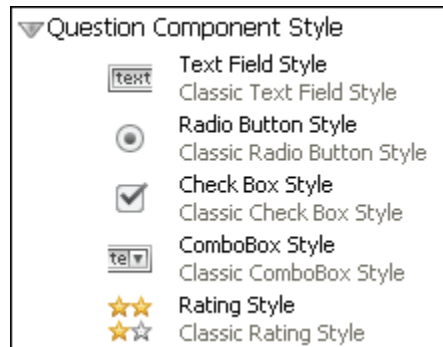 Question Component Style
text
Text Field Style
Classic Text Field Style
Radio Button Style
Classic Radio Button Style
Check Box Style
Classic Check Box Style
te
ComboBox Style
Classic ComboBox Style
Rating Style
Classic Rating Style